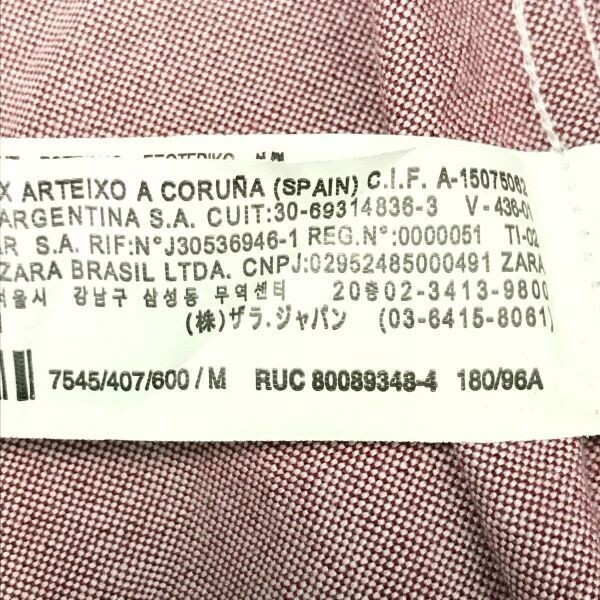 X ARTEIXO A CORUÑA (SPAIN) C.I.F. A-15075062
ARGENTINA S.A. CUIT:30-69314836-3 V-436-01
S.A. RIF:N°J30536946-1 REG.N°:0000051 TI-02
ZARA BRASIL LTDA. CNPJ:02952485000491 ZARA
강남구 삼성동 무역센터 20층02-3413-9800
(株)ザラ.ジャパン (03-6415-8061)
7545/407/600/M RUC 80089348-4 180/96A